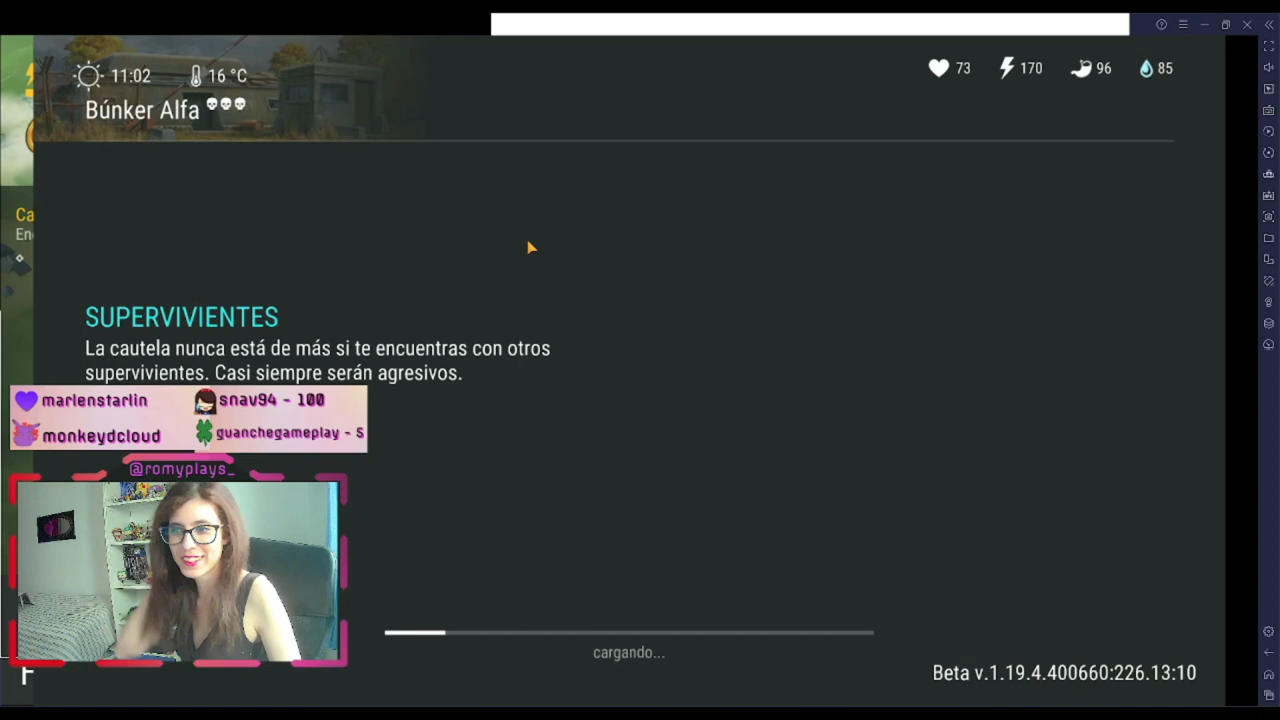 11:02 16 °C
73 170 96 85
Búnker Alfa
Ca
En
SUPERVIVIENTES
La cautela nunca está de más si te encuentras con otros
supervivientes. Casi siempre serán agresivos.
marlenstarlin snav94 - 100
monkeydcloud guanchegameplay - S
@romyplays_
cargando...
F
Beta v.1.19.4.400660:226.13:10